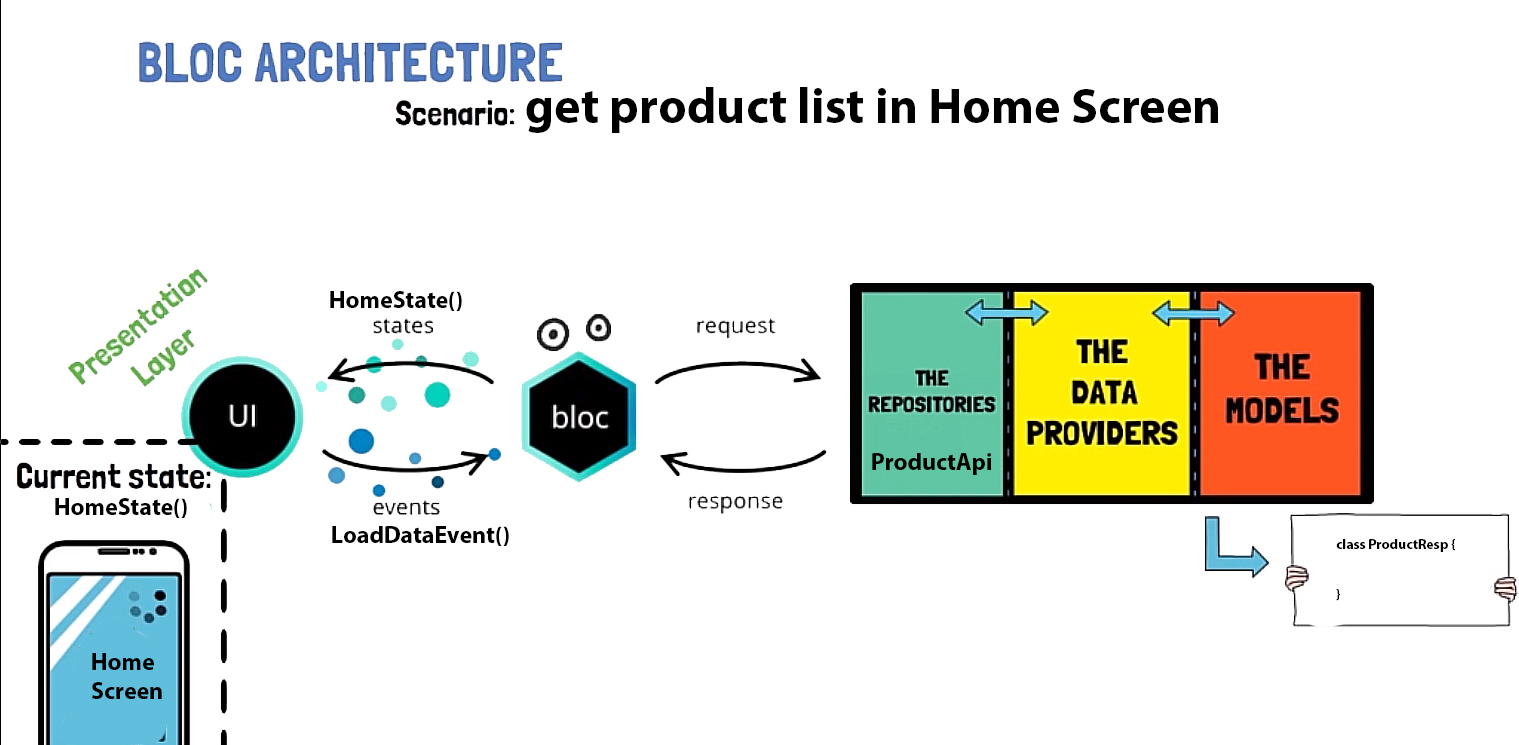 BLOC ARCHITECTURE
Scenario: get product list in Home Screen
Presentation
Layer
HomeState()
states
request
UI
bloc
events
LoadDataEvent()
response
THE
REPOSITORIES
ProductApi
THE
DATA
PROVIDERS
THE
MODELS
Current state:
HomeState()
Home
Screen
class ProductResp {
}